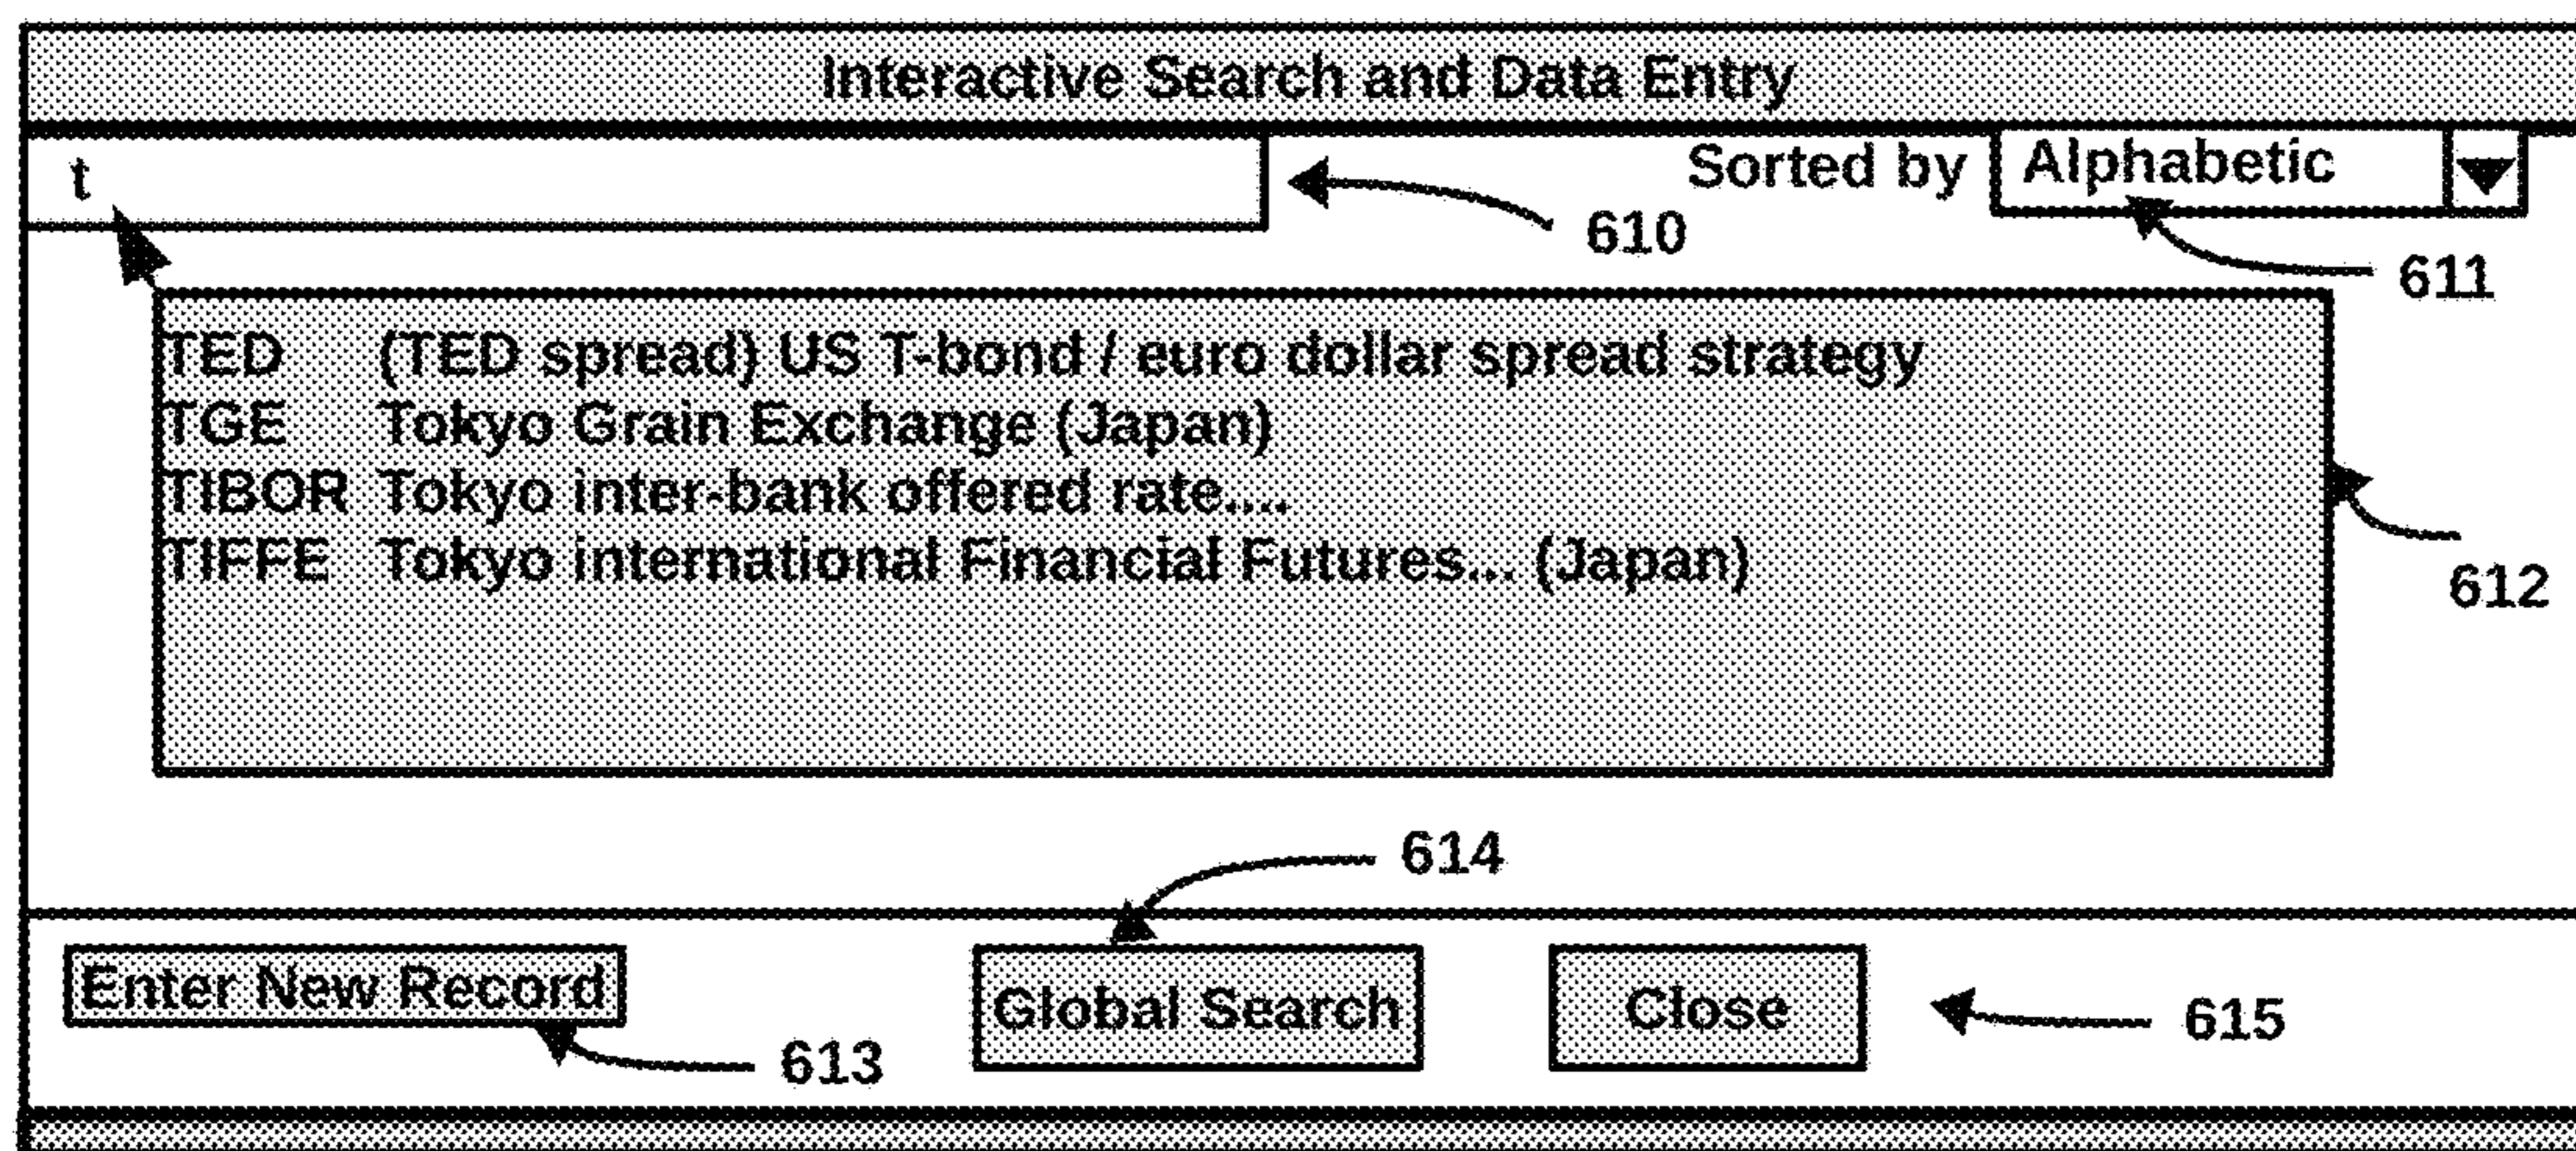 Interactive Search and Data Entry
t
Sorted by Alphabetic
610
611
TED (TED spread) US T-bond / euro dollar spread strategy
TGE Tokyo Grain Exchange (Japan)
TIBOR Tokyo inter-bank offered rate....
TIFFE Tokyo international Financial Futures... (Japan)
612
614
Enter New Record
Global Search
Close
615
613